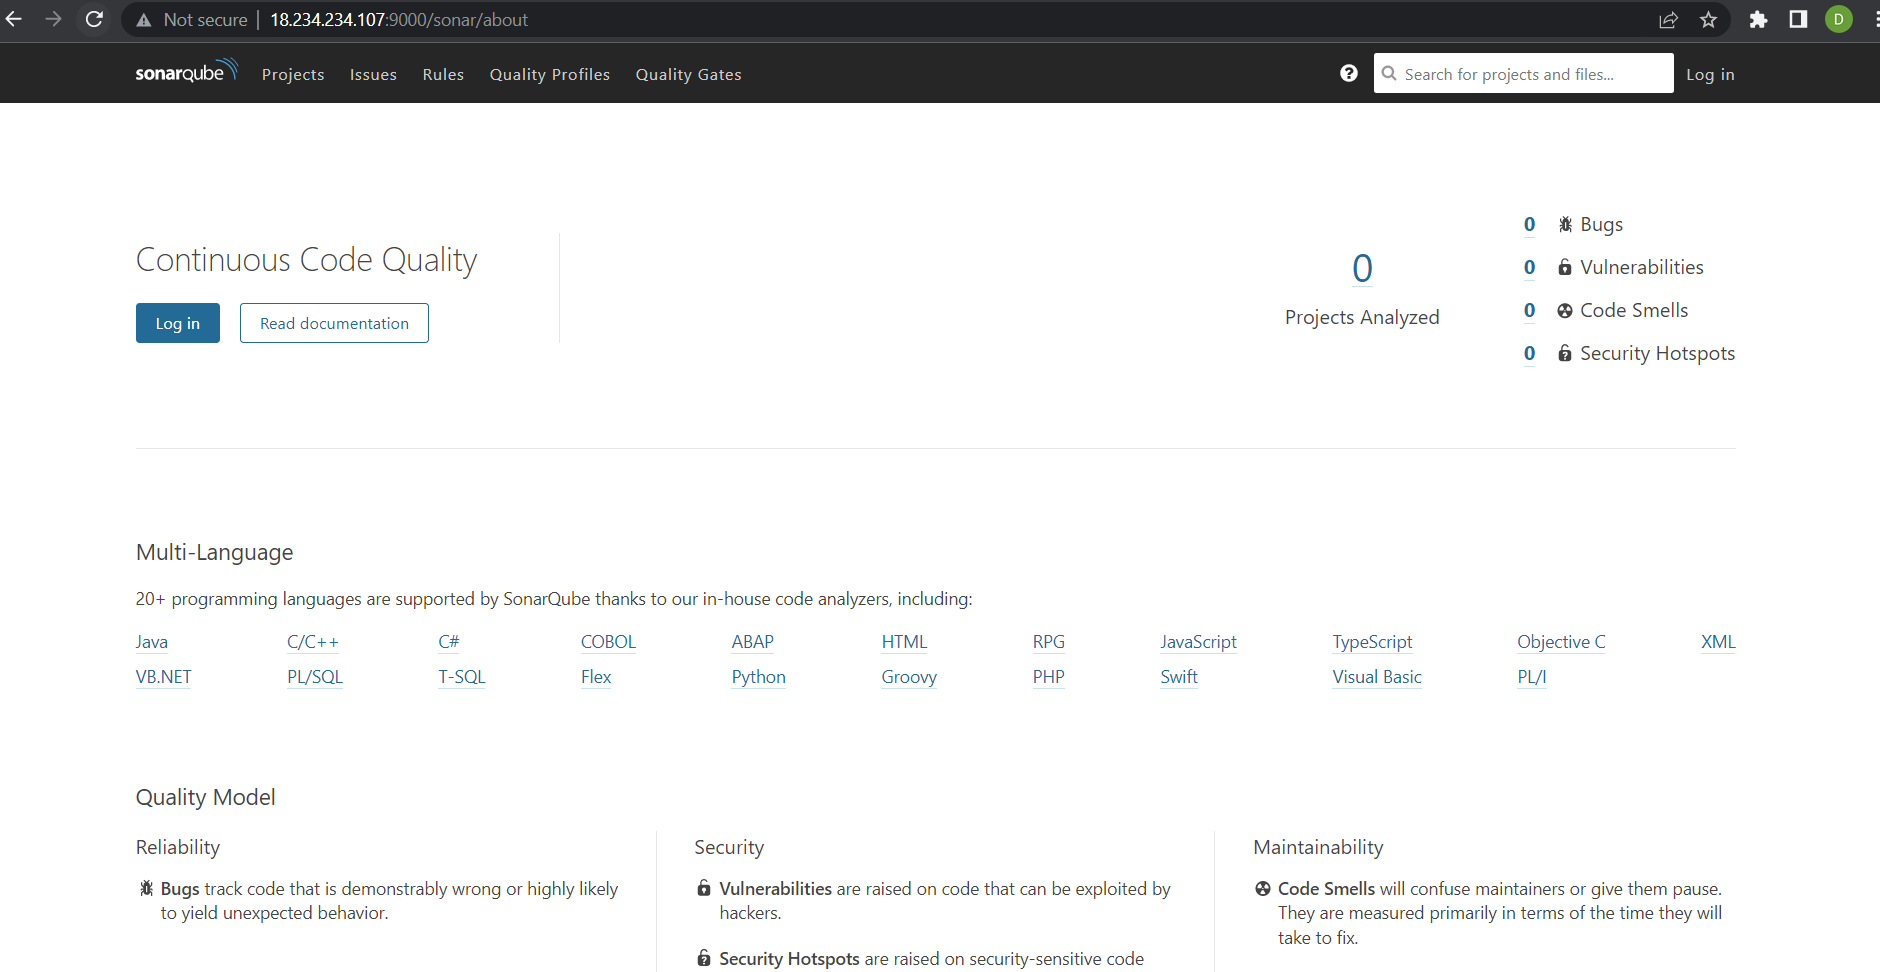 Not secure | 18.234.234.107:9000/sonar/about
D
sonarqube Projects Issues Rules Quality Profiles Quality Gates ? Search for projects and files... Log in
Continuous Code Quality
Log in Read documentation
0
Projects Analyzed
0 Bugs
0 Vulnerabilities
0 Code Smells
0 Security Hotspots
Multi-Language
20+ programming languages are supported by SonarQube thanks to our in-house code analyzers, including:
Java C/C++ C# COBOL ABAP HTML RPG JavaScript TypeScript Objective C XML
VB.NET PL/SQL T-SQL Flex Python Groovy PHP Swift Visual Basic PL/I
Quality Model
Reliability
Bugs track code that is demonstrably wrong or highly likely
to yield unexpected behavior.
Security
Vulnerabilities are raised on code that can be exploited by
hackers.
Security Hotspots are raised on security-sensitive code
Maintainability
Code Smells will confuse maintainers or give them pause.
They are measured primarily in terms of the time they will
take to fix.